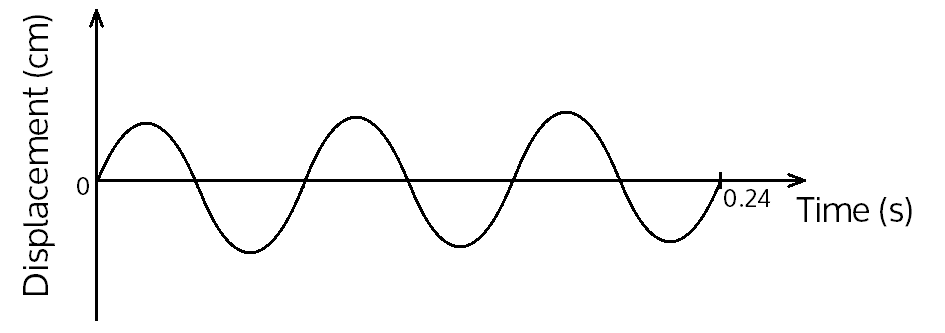 Displacement (cm)
0
0.24
Time (s)